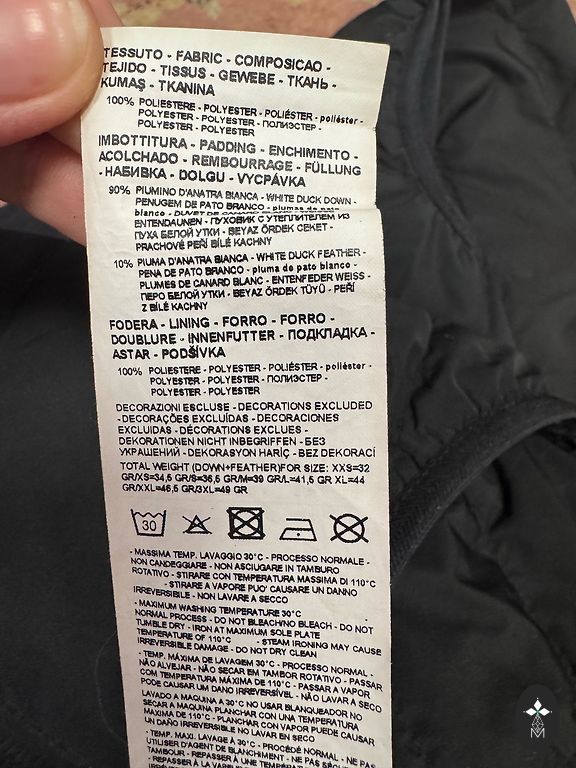 TESSUTO - FABRIC - COMPOSICAO -
TEJIDO - TISSUS - GEWEBE - ТКАНЬ -
KUMAŞ - TKANINA
100% POLIESTERE - POLYESTER - POLIÉSTER - poliéster -
POLYESTER - POLYESTER - ПОЛИЭСТЕР -
POLYESTER - POLYESTER
IMBOTTITURA - PADDING - ENCHIMENTO -
ACOLCHADO - REMBOURRAGE - FÜLLUNG
- НАБИВКА - DOLGU - VYCPÁVKA
90% PIUMINO D'ANATRA BIANCA - WHITE DUCK DOWN -
PENUGEM DE PATO BRANCO - plumas de pato
blanco - DUVET DE CANARD BLANC -
ENTENDAUNEN - ПУХОВИК С УТЕПЛИТЕЛЕМ ИЗ
ПУХА БЕЛОЙ УТКИ - BEYAZ ÖRDEK CEKET -
PRACHOVÉ PEŘÍ BÍLÉ KACHNY
10% PIUMA D'ANATRA BIANCA - WHITE DUCK FEATHER -
PENA DE PATO BRANCO - pluma de pato blanco -
PLUMES DE CANARD BLANC - ENTENFEDER WEISS -
ПЕРО БЕЛОЙ УТКИ - BEYAZ ÖRDEK TÜYÜ - PEŘÍ
Z BÍLÉ KACHNY
FODERA - LINING - FORRO - FORRO -
DOUBLURE - INNENFUTTER - ПОДКЛАДКА -
ASTAR - PODŠÍVKA
100% POLIESTERE - POLYESTER - POLIÉSTER - poliéster -
POLYESTER - POLYESTER - ПОЛИЭСТЕР -
POLYESTER - POLYESTER
DECORAZIONI ESCLUSE - DECORATIONS EXCLUDED
- DECORAÇÕES EXCLUÍDAS - DECORACIONES
EXCLUIDAS - DÉCORATIONS EXCLUES -
DEKORATIONEN NICHT INBEGRIFFEN - БЕЗ
УКРАШЕНИЙ - DEKORASYON HARİÇ - BEZ DEKORACÍ
TOTAL WEIGHT (DOWN+FEATHER)FOR SIZE: XXS=32
GR/XS=34,5 GR/S=36,5 GR/M=39 GR/L=41,5 GR XL=44
GR/XXL=46,5 GR/3XL=49 GR
30
- MASSIMA TEMP. LAVAGGIO 30°C - PROCESSO NORMALE -
NON CANDEGGIARE - NON ASCIUGARE IN TAMBURO
ROTATIVO - STIRARE CON TEMPERATURA MASSIMA DI 110°C
- STIRARE A VAPORE PUO' CAUSARE UN DANNO
IRREVERSIBILE - NON LAVARE A SECCO
- MAXIMUM WASHING TEMPERATURE 30°C -
NORMAL PROCESS - DO NOT BLEACH/NO BLEACH - DO NOT
TUMBLE DRY - IRON AT MAXIMUM SOLE PLATE
TEMPERATURE OF 110°C - STEAM IRONING MAY CAUSE
IRREVERSIBLE DAMAGE - DO NOT DRY CLEAN
- TEMP. MÁXIMA DE LAVAGEM 30°C - PROCESSO NORMAL -
NÃO ALVEJAR - NÃO SECAR EM TAMBOR ROTATIVO - PASSAR
COM TEMPERATURA MÁXIMA DE 110°C - PASSAR A VAPOR
PODE CAUSAR UM DANO IRREVERSÍVEL - NÃO LAVAR A SECO
LAVADO A MAQUINA A 30°C NO USAR BLANQUEADOR NO
SECAR A MAQUINA PLANCHAR CON UNA TEMPERATURA
MAXIMA DE 110°C - PLANCHAR CON VAPOR PUEDE CAUSAR
UN DAÑO IRREVERSIBLE NO LAVAR EN SECO
- TEMP. MAXI. LAVAGE À 30°C - PROCÉDÉ NORMAL - NE PAS
UTILISER D'AGENT DE BLANCHIMENT - NE PAS
- REPASSER À LA
M